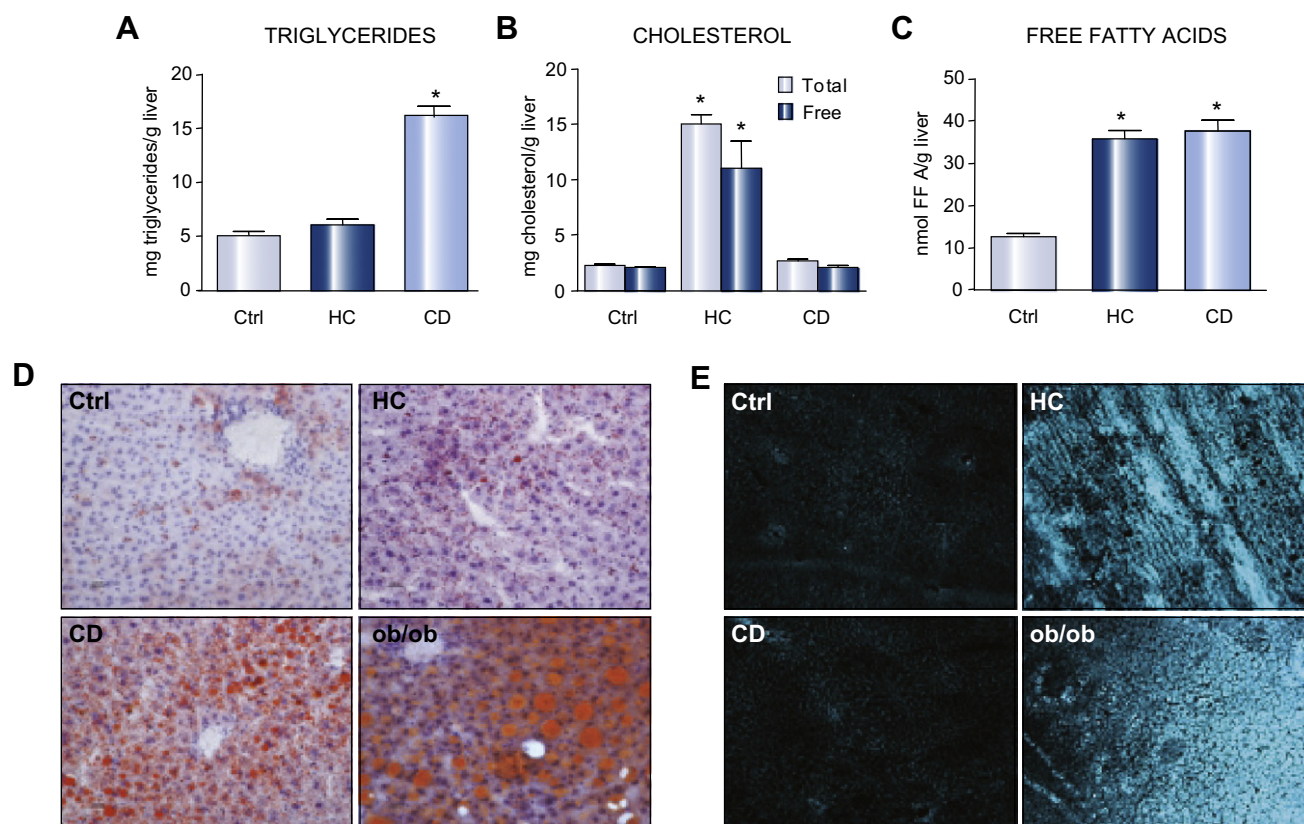 A TRIGLYCERIDES
mg triglycerides/g liver
20
15
10
5
0
*
Ctrl HC CD
B CHOLESTEROL
mg cholesterol/g liver
20
15
10
5
0
Total
Free
*
*
Ctrl HC CD
C FREE FATTY ACIDS
nmol FF A/g liver
50
40
30
20
10
0
*
*
Ctrl HC CD
D
Ctrl HC
CD ob/ob
E
Ctrl HC
CD ob/ob